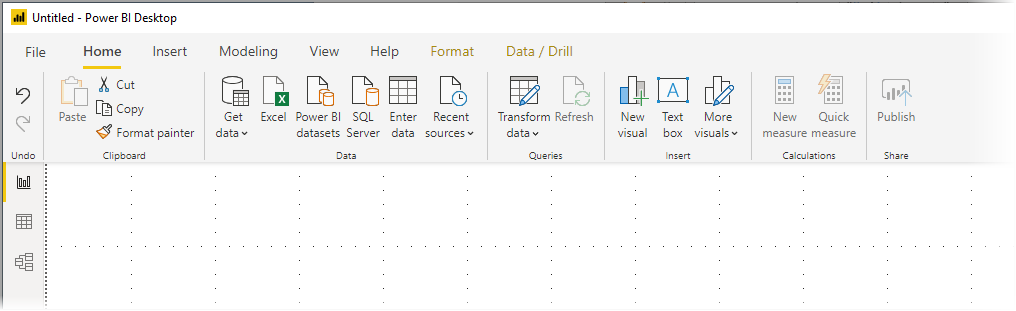 Untitled - Power BI Desktop
File Home Insert Modeling View Help Format Data / Drill
Cut
Copy
Format painter
Paste
Get data
Excel
Power BI datasets
SQL Server
Enter data
Recent sources
Transform data
Refresh
New visual
Text box
A
More visuals
New measure
Quick measure
Publish
Undo Clipboard Data Queries Insert Calculations Share